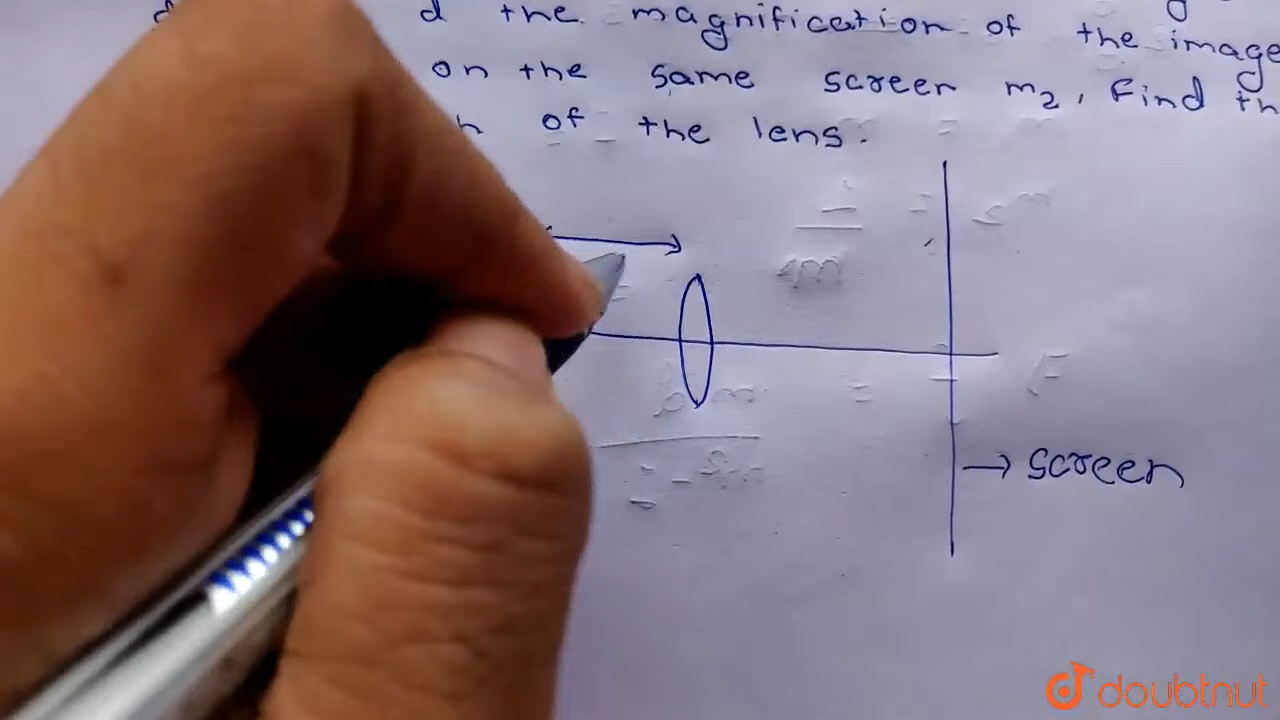 d the magnification of the image
on the same screen m2, Find th
of the lens.
screen
doubtnut